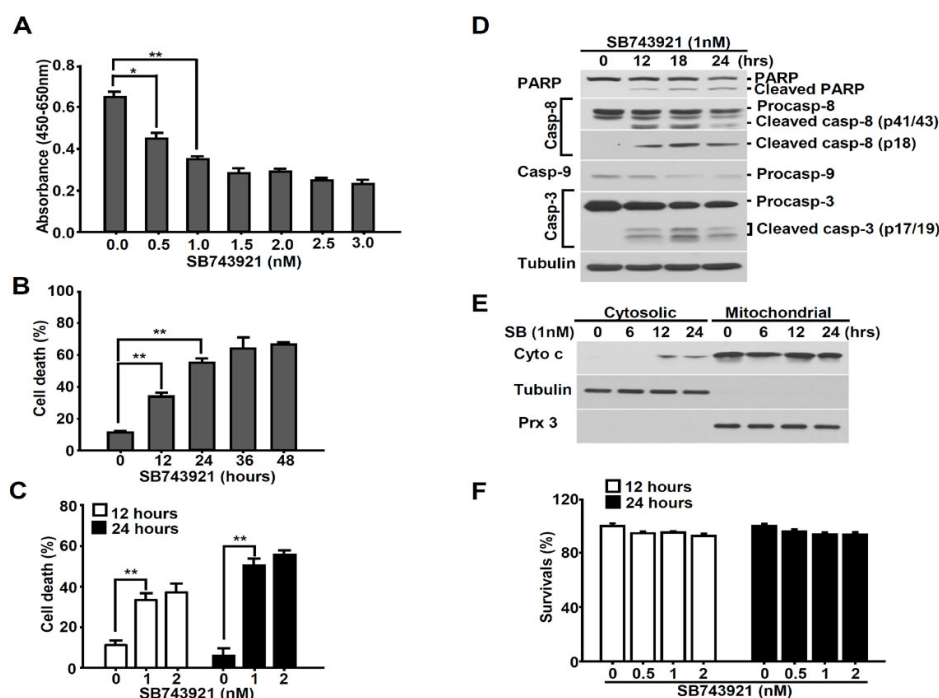 A
**
*
Absorbance (450-650nm)
0.8
0.6
0.4
0.2
0.0
0.0 0.5 1.0 1.5 2.0 2.5 3.0
SB743921 (nM)
B
**
**
Cell death (%)
100
80
60
40
20
0
0 12 24 36 48
SB743921 (hours)
C
12 hours
24 hours
**
**
Cell death (%)
80
60
40
20
0
0 1 2 0 1 2
SB743921 (nM)
D
SB743921 (1nM)
0 12 18 24 (hrs)
PARP
PARP
Cleaved PARP
Casp-8
Procasp-8
Cleaved casp-8 (p41/43)
Cleaved casp-8 (p18)
Casp-9
Procasp-9
Casp-3
Procasp-3
Cleaved casp-3 (p17/19)
Tubulin
E
Cytosolic Mitochondrial
SB (1nM) 0 6 12 24 0 6 12 24 (hrs)
Cyto c
Tubulin
Prx 3
F
12 hours
24 hours
Survivals (%)
120
80
40
0
0 0.5 1 2 0 0.5 1 2
SB743921 (nM)